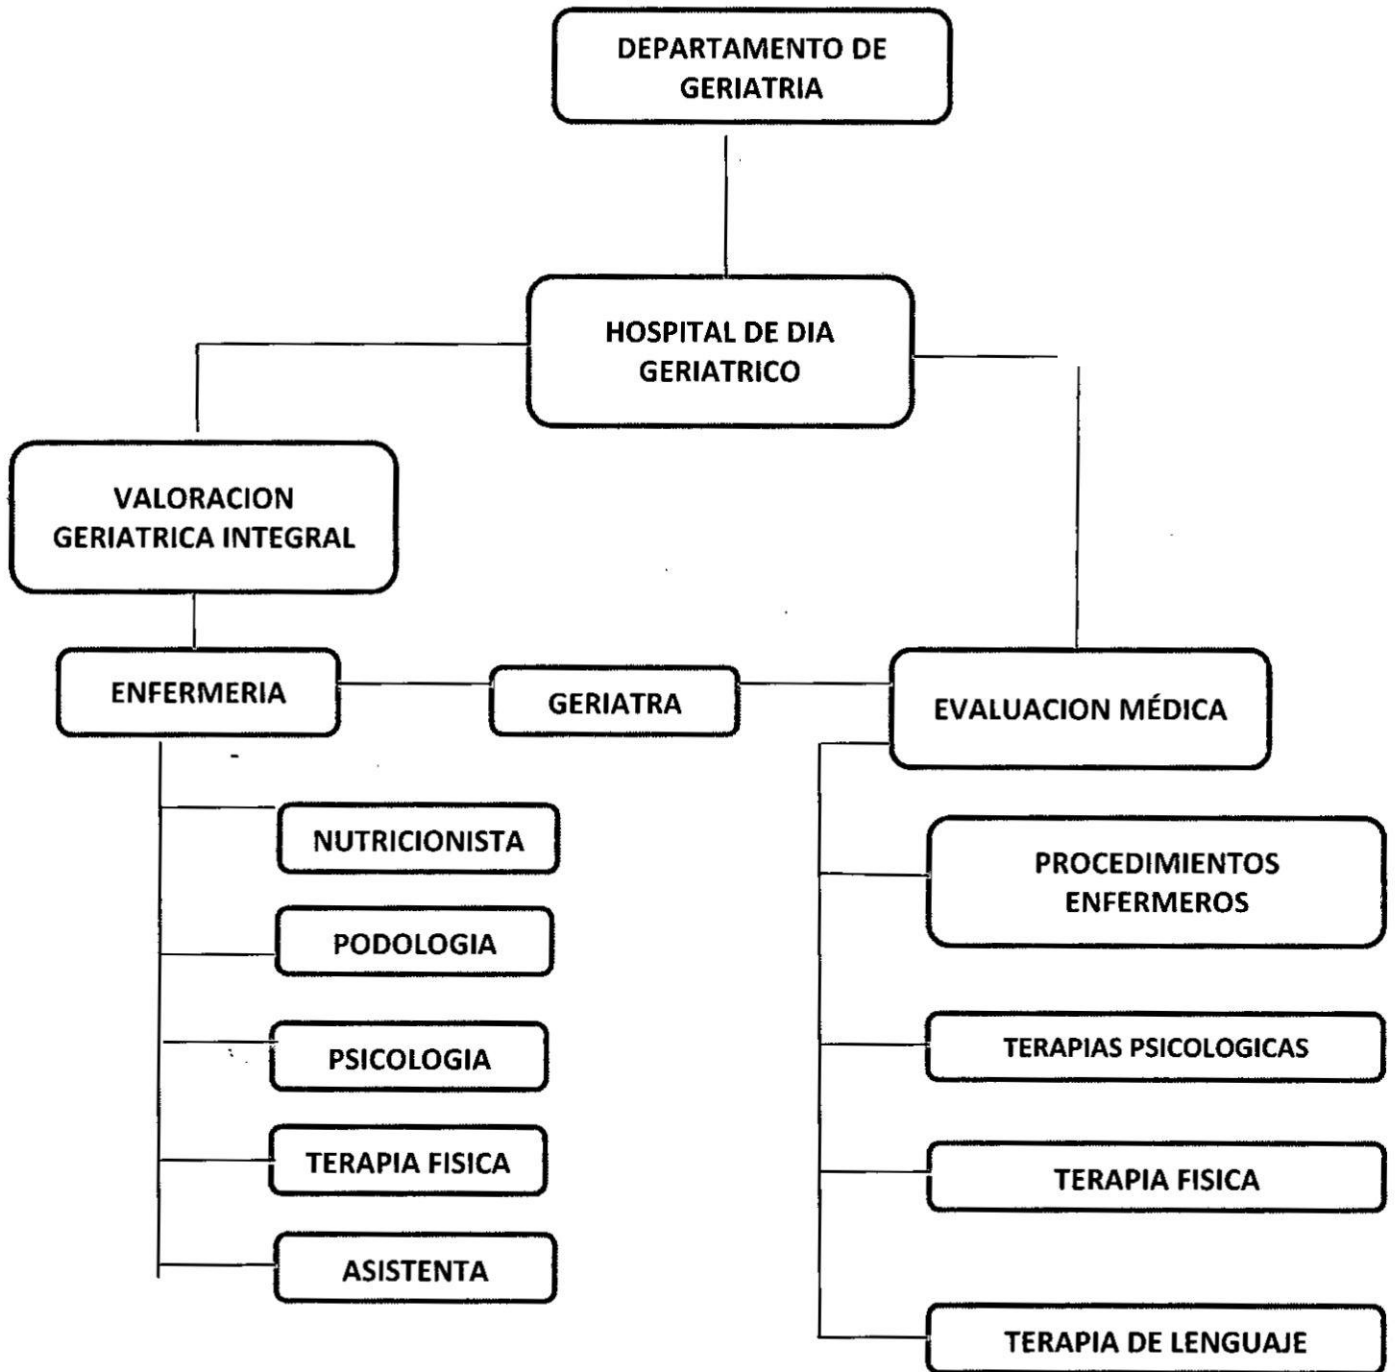 DEPARTAMENTO DE
GERIATRIA
HOSPITAL DE DIA
GERIATRICO
VALORACION
GERIATRICA INTEGRAL
ENFERMERIA
GERIATRA
EVALUACION MÉDICA
NUTRICIONISTA
PODOLOGIA
PSICOLOGIA
TERAPIA FISICA
ASISTENTA
PROCEDIMIENTOS
ENFERMEROS
TERAPIAS PSICOLOGICAS
TERAPIA FISICA
TERAPIA DE LENGUAJE